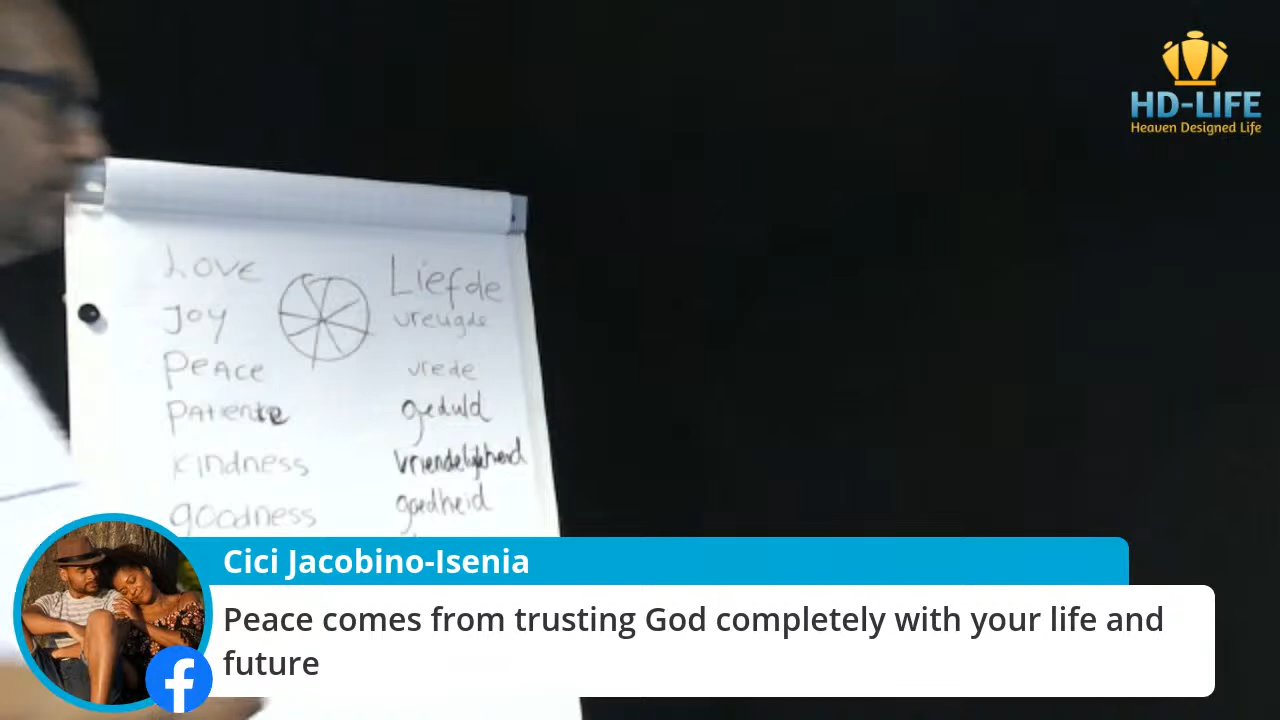 HD-LIFE
Heaven Designed Life
Love Liefde
Joy vreugde
Peace vrede
Patience geduld
kindness vriendelijkheid
goodness goedheid
Cici Jacobino-Isenia
Peace comes from trusting God completely with your life and
future